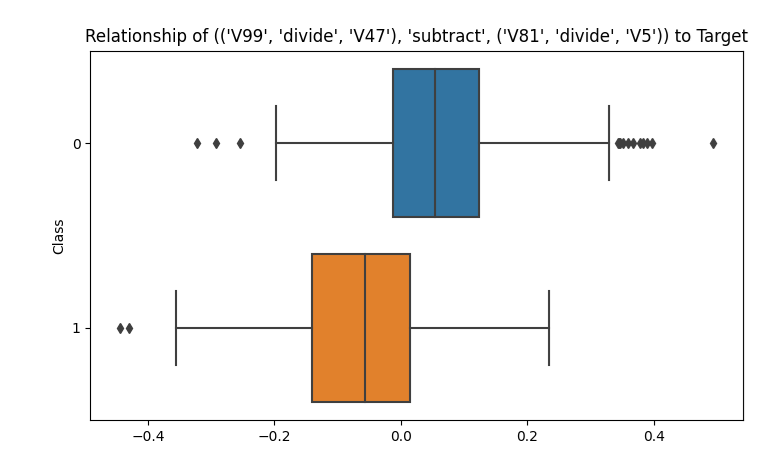 Relationship of (('V99', 'divide', 'V47'), 'subtract', ('V81', 'divide', 'V5')) to Target
0
Class
1
−0.4 −0.2 0.0 0.2 0.4